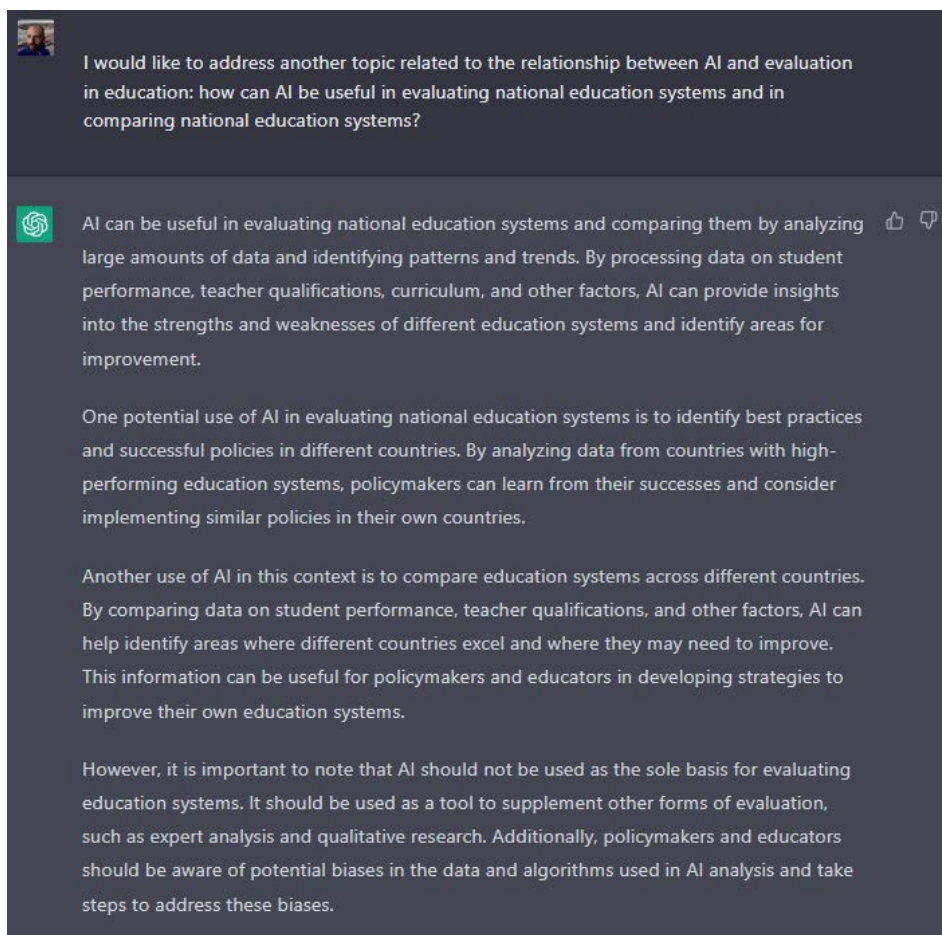 I would like to address another topic related to the relationship between AI and evaluation
in education: how can AI be useful in evaluating national education systems and in
comparing national education systems?
AI can be useful in evaluating national education systems and comparing them by analyzing
large amounts of data and identifying patterns and trends. By processing data on student
performance, teacher qualifications, curriculum, and other factors, AI can provide insights
into the strengths and weaknesses of different education systems and identify areas for
improvement.
One potential use of AI in evaluating national education systems is to identify best practices
and successful policies in different countries. By analyzing data from countries with high-
performing education systems, policymakers can learn from their successes and consider
implementing similar policies in their own countries.
Another use of AI in this context is to compare education systems across different countries.
By comparing data on student performance, teacher qualifications, and other factors, AI can
help identify areas where different countries excel and where they may need to improve.
This information can be useful for policymakers and educators in developing strategies to
improve their own education systems.
However, it is important to note that AI should not be used as the sole basis for evaluating
education systems. It should be used as a tool to supplement other forms of evaluation,
such as expert analysis and qualitative research. Additionally, policymakers and educators
should be aware of potential biases in the data and algorithms used in AI analysis and take
steps to address these biases.